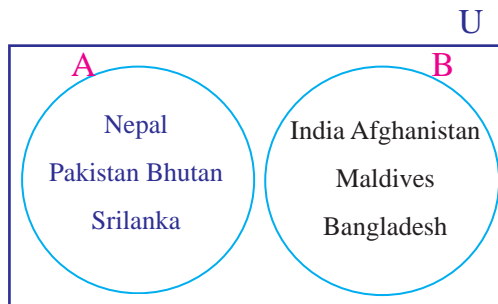 U
A
B
Nepal
Pakistan Bhutan
Srilanka
India Afghanistan
Maldives
Bangladesh